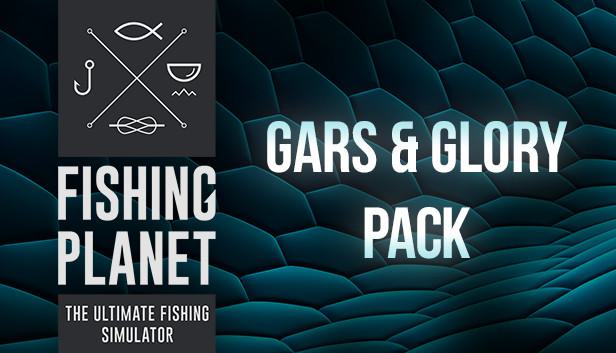 FISHING
PLANET
THE ULTIMATE FISHING
SIMULATOR
GARS & GLORY
PACK